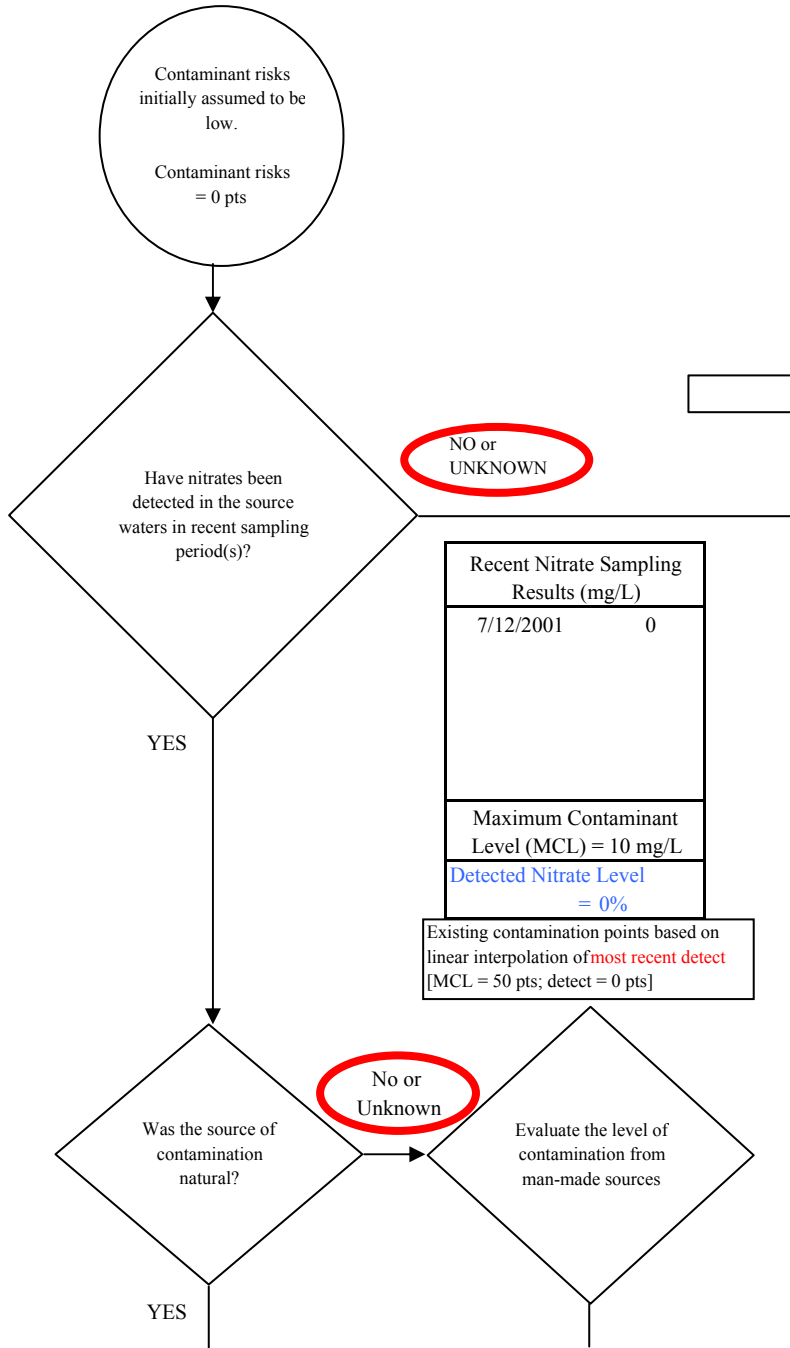 Contaminant risks
initially assumed to be
low.
Contaminant risks
= 0 pts
NO or
UNKNOWN
Have nitrates been
detected in the source
waters in recent sampling
period(s)?
Recent Nitrate Sampling
Results (mg/L)
7/12/2001 0
YES
Maximum Contaminant
Level (MCL) = 10 mg/L
Detected Nitrate Level
= 0%
Existing contamination points based on
linear interpolation of most recent detect
[MCL = 50 pts; detect = 0 pts]
No or
Unknown
Was the source of
contamination
natural?
Evaluate the level of
contamination from
man-made sources
YES